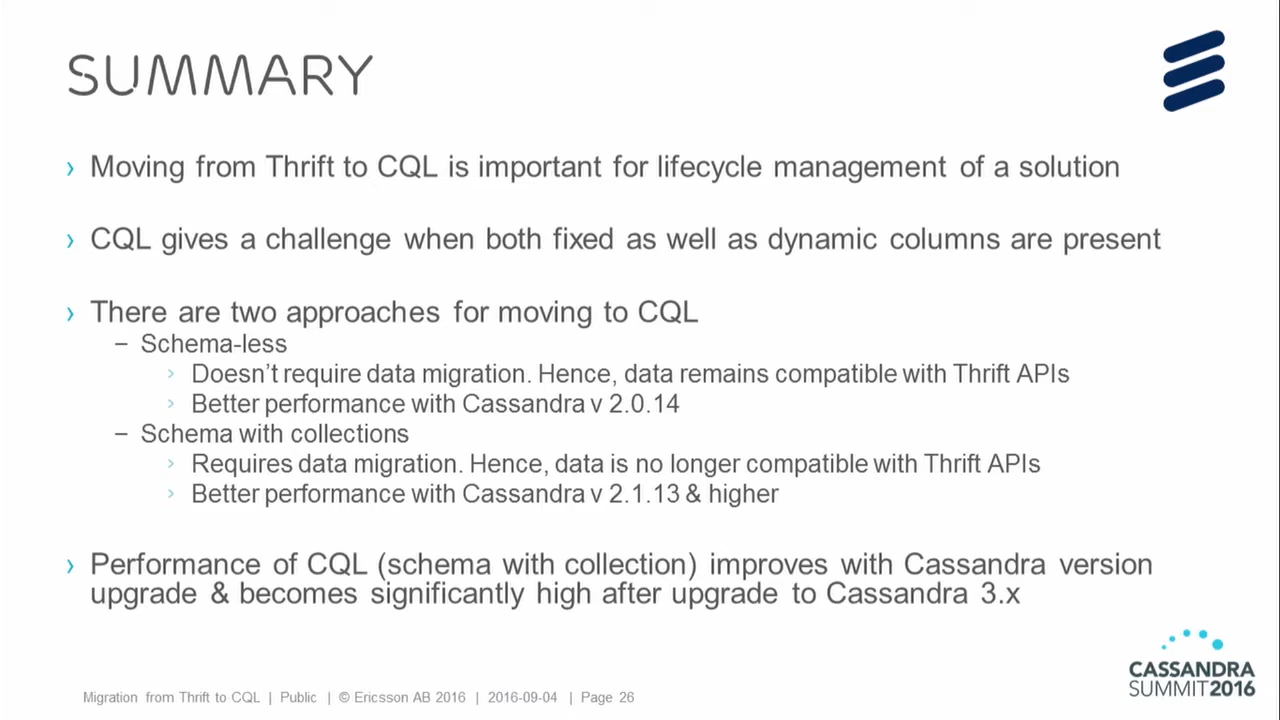 SUMMARY
› Moving from Thrift to CQL is important for lifecycle management of a solution
› CQL gives a challenge when both fixed as well as dynamic columns are present
› There are two approaches for moving to CQL
– Schema-less
› Doesn't require data migration. Hence, data remains compatible with Thrift APIs
› Better performance with Cassandra v 2.0.14
– Schema with collections
› Requires data migration. Hence, data is no longer compatible with Thrift APIs
› Better performance with Cassandra v 2.1.13 & higher
› Performance of CQL (schema with collection) improves with Cassandra version
upgrade & becomes significantly high after upgrade to Cassandra 3.x
CASSANDRA
SUMMIT2016
Migration from Thrift to CQL | Public | © Ericsson AB 2016 | 2016-09-04 | Page 26